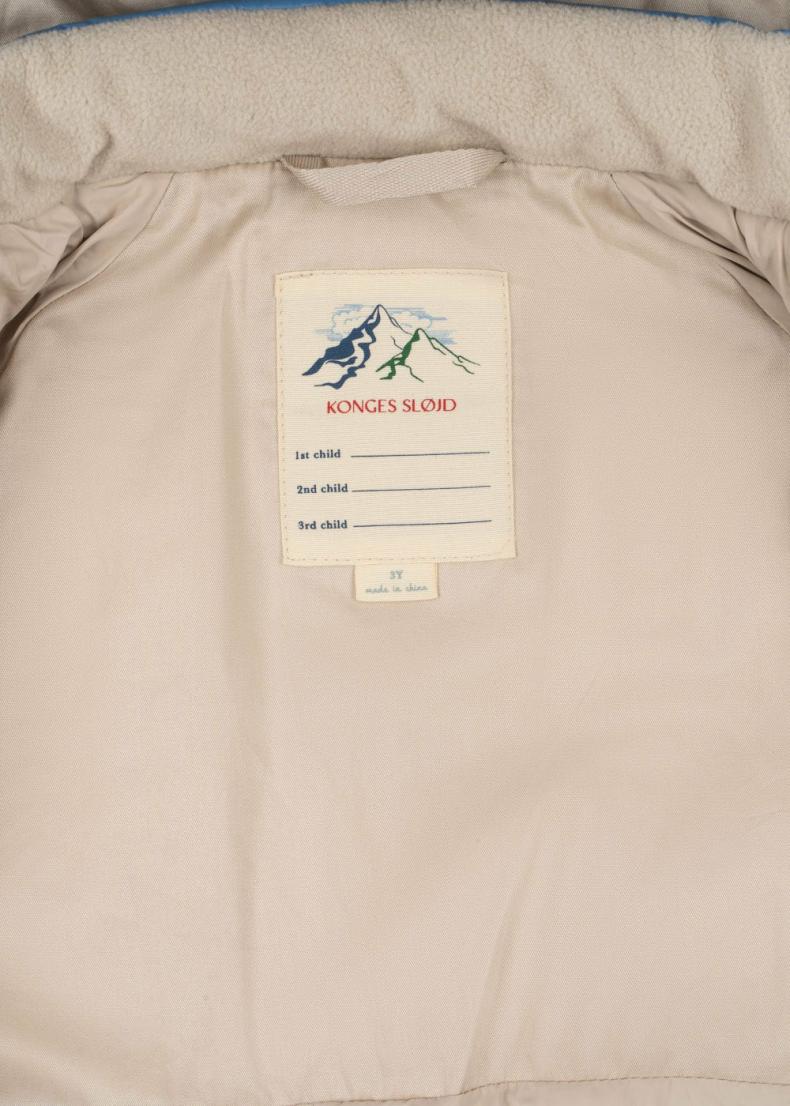 KONGES SLØJD
1st child
2nd child
3rd child
3Y
made in china